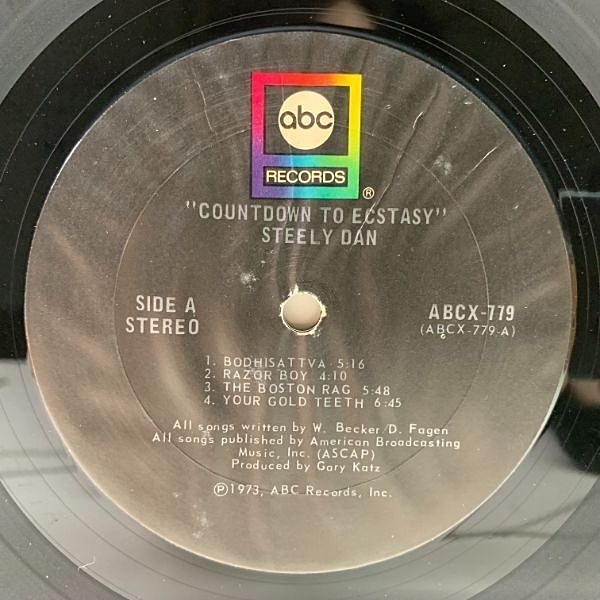 abc
RECORDS
®
"COUNTDOWN TO ECSTASY"
STEELY DAN
SIDE A
STEREO
ABCX-779
(ABCX-779-A)
1. BODHISATTVA 5:16
2. RAZOR BOY 4:10
3. THE BOSTON RAG 5:48
4. YOUR GOLD TEETH 6:45
All songs written by W. Becker/D. Fagen
All songs published by American Broadcasting
Music, Inc. (ASCAP)
Produced by Gary Katz
℗1973, ABC Records, Inc.